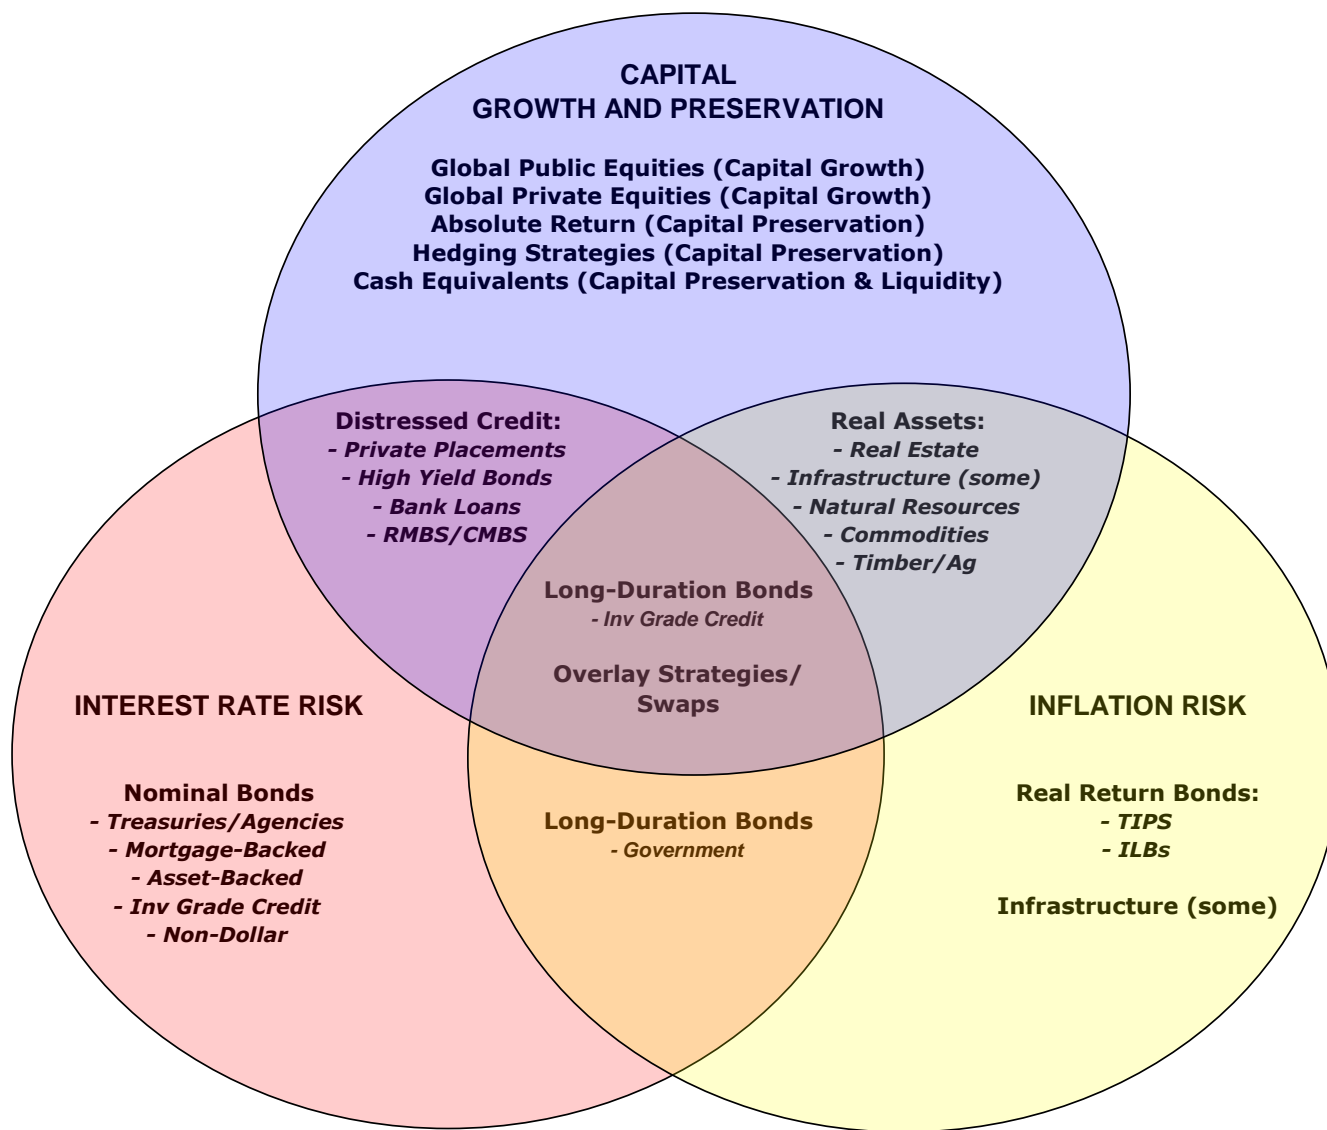 CAPITAL
GROWTH AND PRESERVATION
Global Public Equities (Capital Growth)
Global Private Equities (Capital Growth)
Absolute Return (Capital Preservation)
Hedging Strategies (Capital Preservation)
Cash Equivalents (Capital Preservation & Liquidity)
Distressed Credit:
- Private Placements
- High Yield Bonds
- Bank Loans
- RMBS/CMBS
Real Assets:
- Real Estate
- Infrastructure (some)
- Natural Resources
- Commodities
- Timber/Ag
Long-Duration Bonds
- Inv Grade Credit
Overlay Strategies/
Swaps
INTEREST RATE RISK
Nominal Bonds
- Treasuries/Agencies
- Mortgage-Backed
- Asset-Backed
- Inv Grade Credit
- Non-Dollar
Long-Duration Bonds
- Government
INFLATION RISK
Real Return Bonds:
- TIPS
- ILBs
Infrastructure (some)